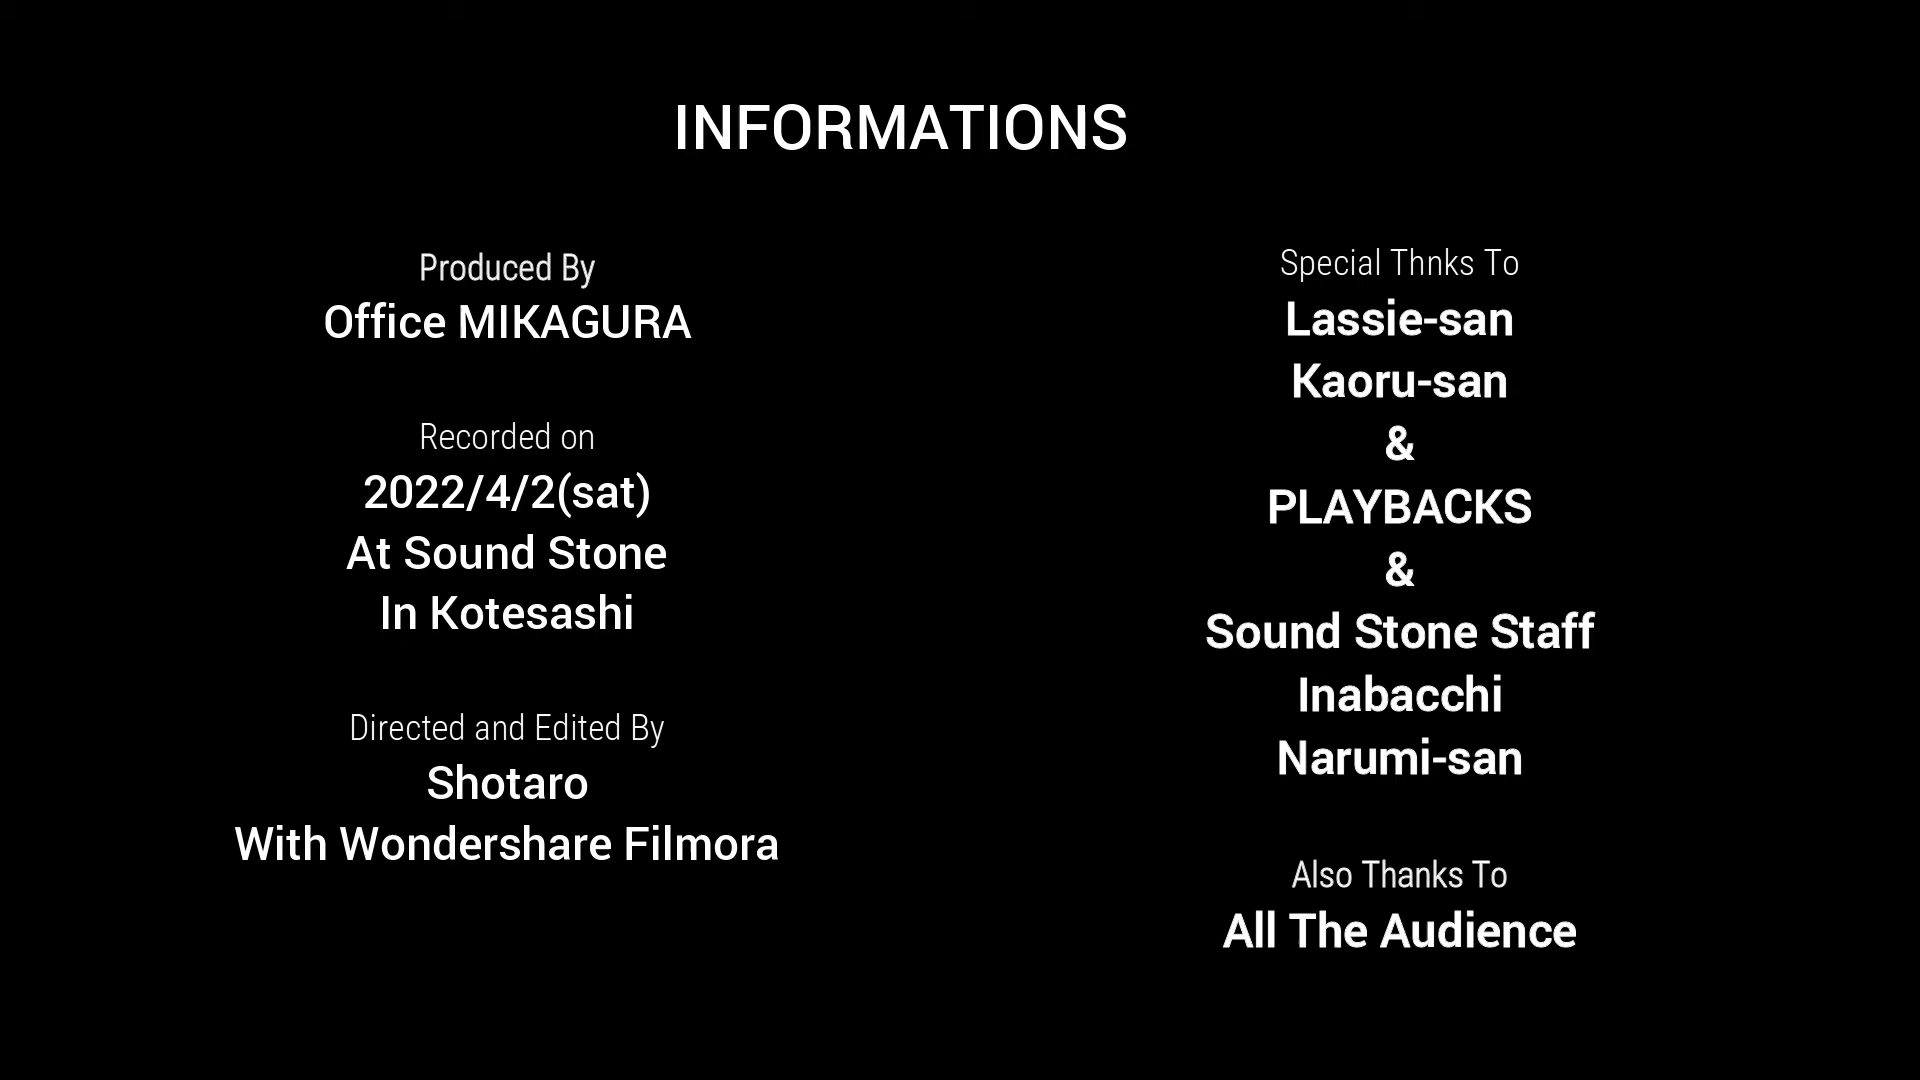 INFORMATIONS
Produced By
Office MIKAGURA
Recorded on
2022/4/2(sat)
At Sound Stone
In Kotesashi
Directed and Edited By
Shotaro
With Wondershare Filmora
Special Thnks To
Lassie-san
Kaoru-san
&
PLAYBACKS
&
Sound Stone Staff
Inabacchi
Narumi-san
Also Thanks To
All The Audience